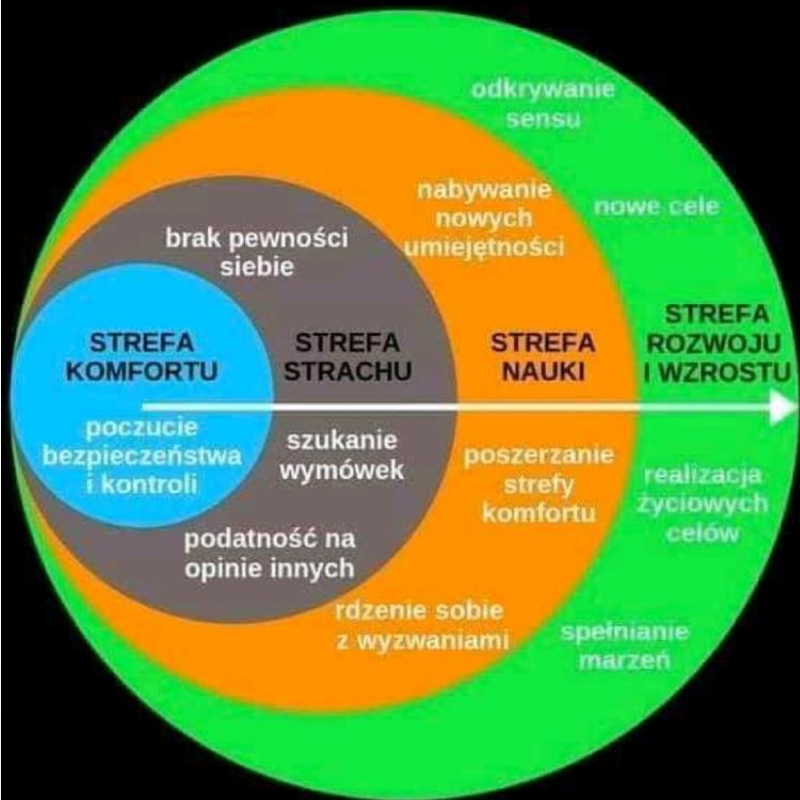 odkrywanie
sensu
nabywanie
nowych
umiejętności
nowe cele
brak pewności
siebie
STREFA
KOMFORTU
STREFA
STRACHU
STREFA
NAUKI
STREFA
ROZWOJU
I WZROSTU
poczucie
bezpieczeństwa
i kontroli
szukanie
wymówek
poszerzanie
strefy
komfortu
realizacja
życiowych
celów
podatność na
opinie innych
rdzenie sobie
z wyzwaniami
spełnianie
marzeń